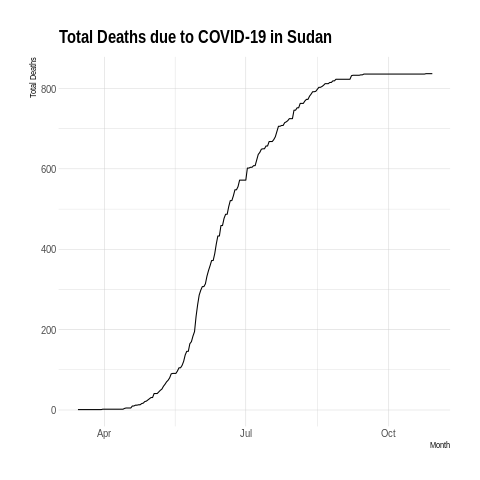 Total Deaths due to COVID-19 in Sudan
Total Deaths
800
600
400
200
0
Apr
Jul
Oct
Month